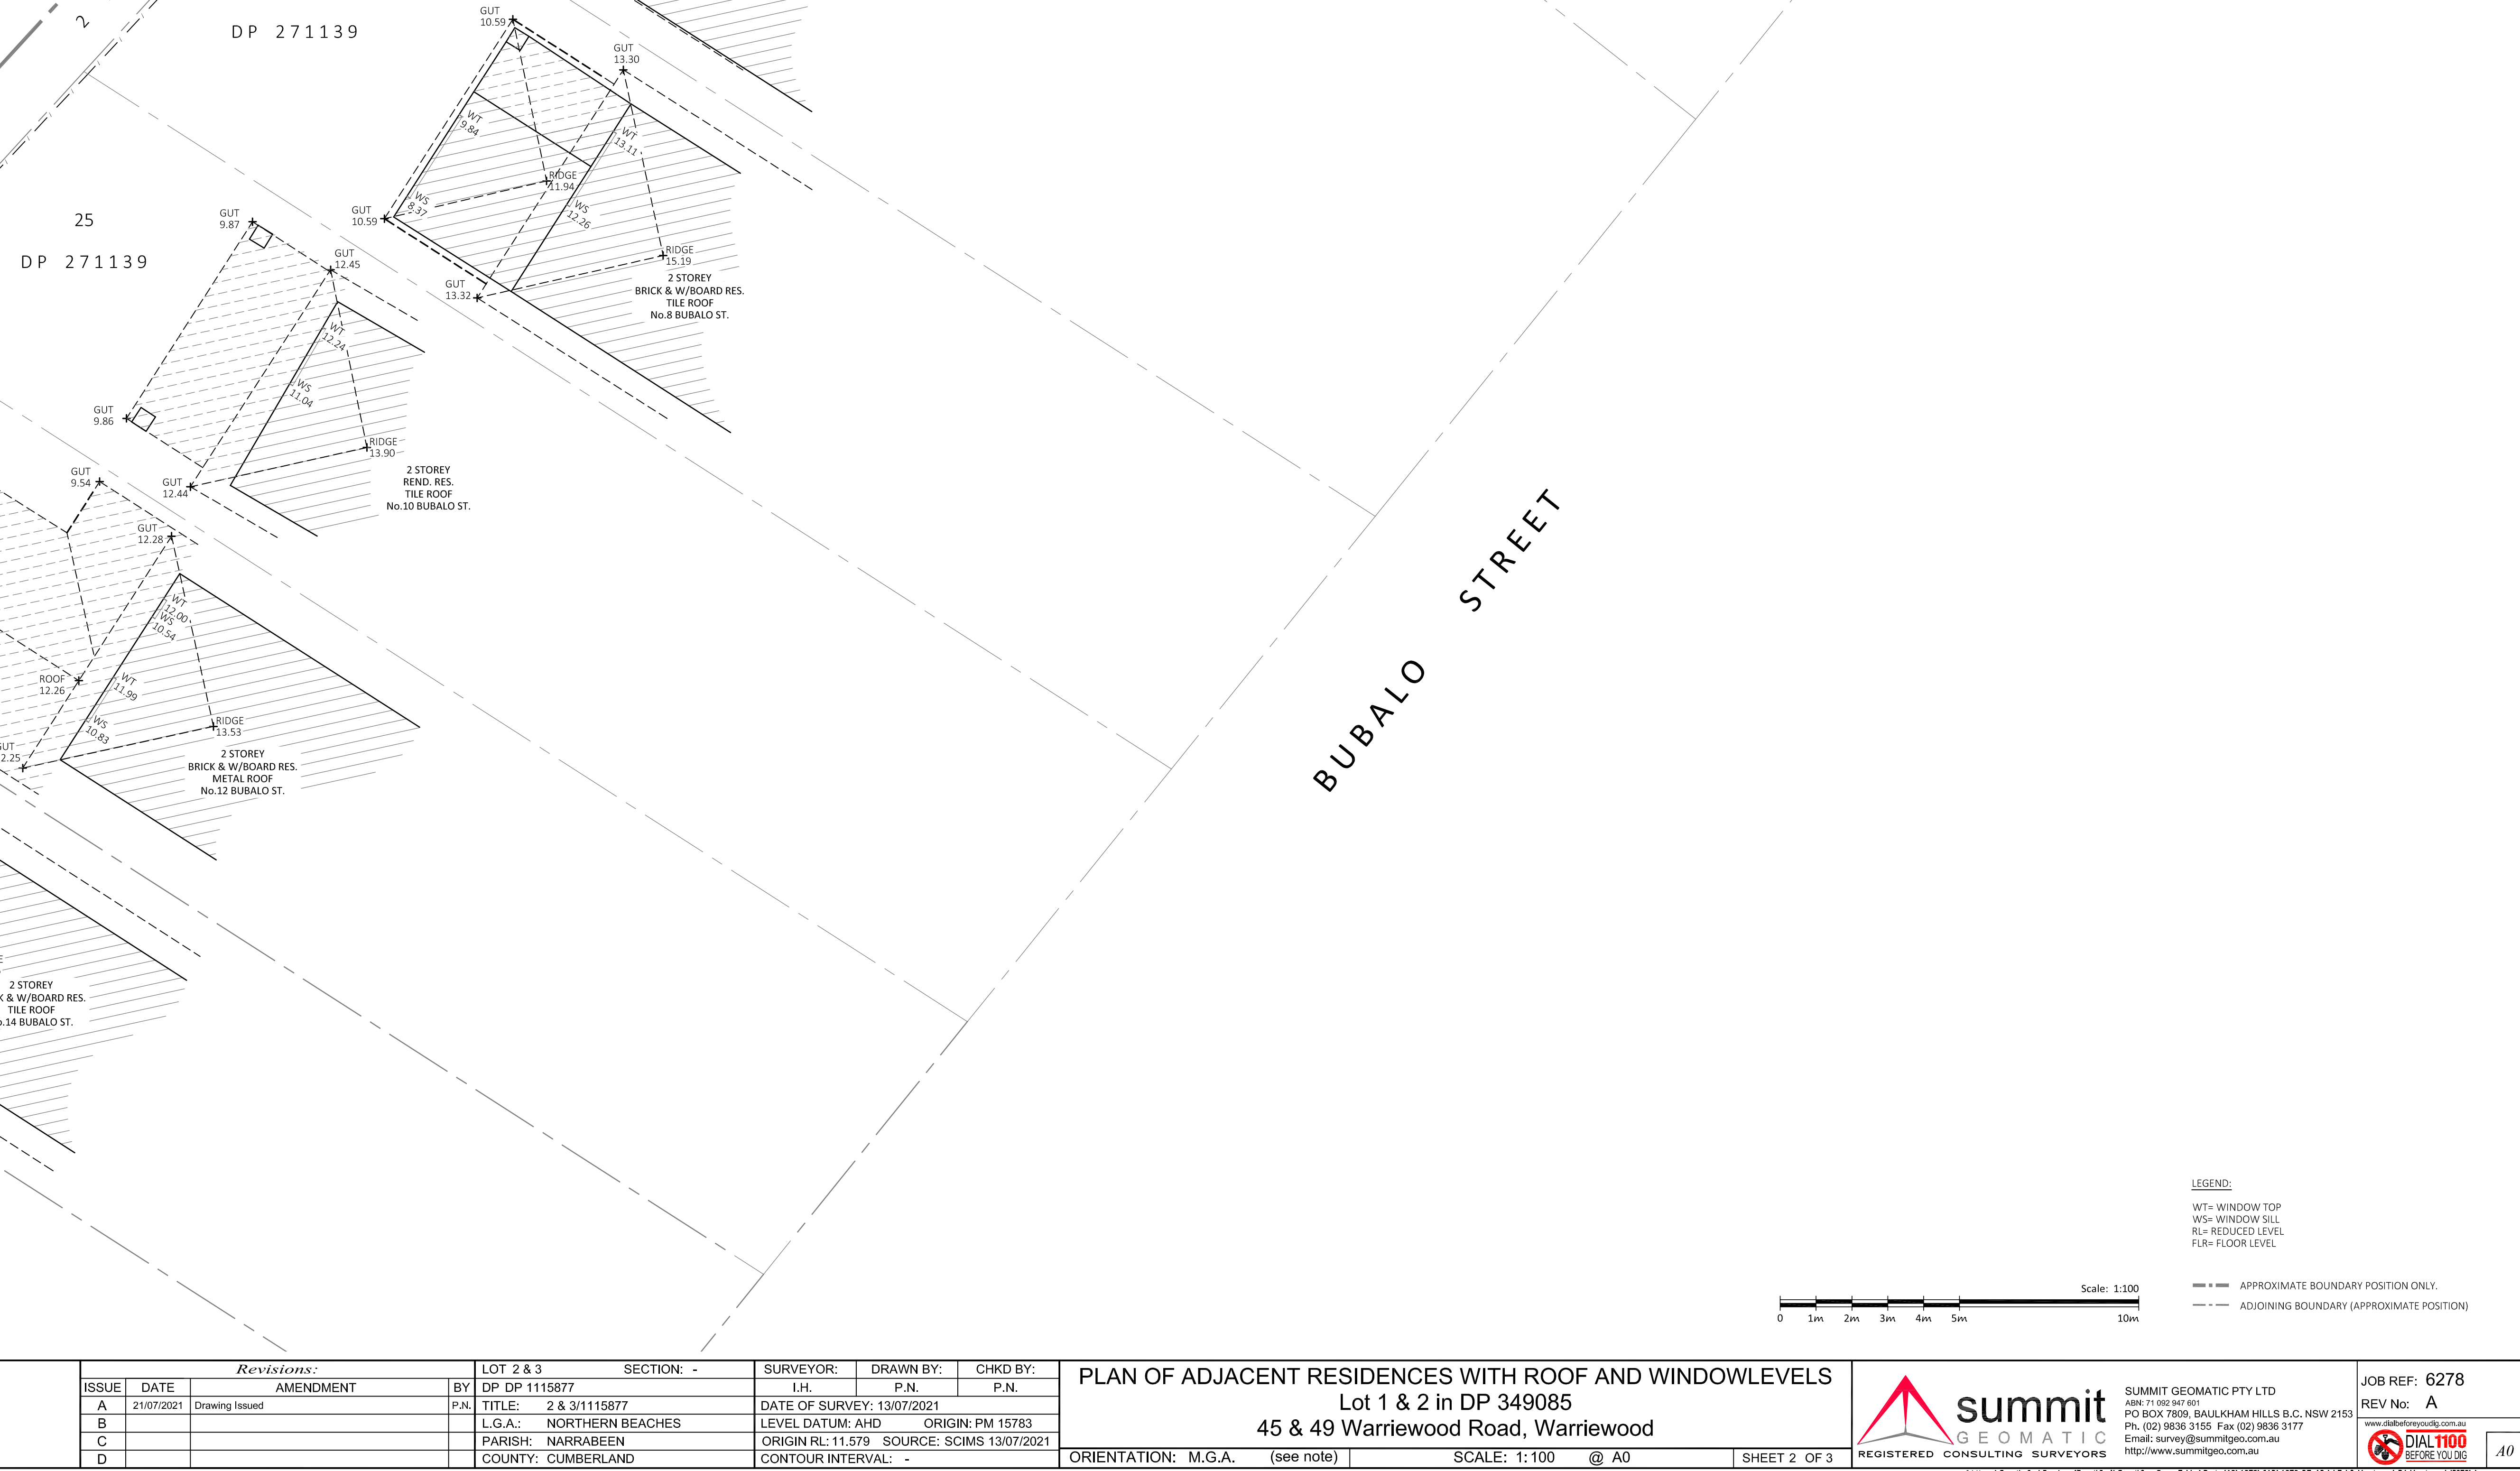 2
DP 271139
GUT
10.59
GUT
13.30
WT
9.84
WT
13.11
RIDGE
11.94
WS
8.37
WS
12.26
GUT
10.59
RIDGE
15.19
GUT
13.32
2 STOREY
BRICK & W/BOARD RES.
TILE ROOF
No.8 BUBALO ST.
25
DP 271139
GUT
9.87
GUT
12.45
WT
12.24
WS
11.04
GUT
9.86
RIDGE
13.90
GUT
12.44
2 STOREY
REND. RES.
TILE ROOF
No.10 BUBALO ST.
GUT
9.54
GUT
12.28
WT
12.00
WS
10.54
ROOF
12.26
WT
11.99
WS
10.83
RIDGE
13.53
2.25
2 STOREY
BRICK & W/BOARD RES.
METAL ROOF
No.12 BUBALO ST.
2 STOREY
& W/BOARD RES.
TILE ROOF
.14 BUBALO ST.
BUBALO STREET
LEGEND:
WT= WINDOW TOP
WS= WINDOW SILL
RL= REDUCED LEVEL
FLR= FLOOR LEVEL
APPROXIMATE BOUNDARY POSITION ONLY.
ADJOINING BOUNDARY (APPROXIMATE POSITION)
Scale: 1:100
0 1m 2m 3m 4m 5m 10m
Revisions:
ISSUE DATE AMENDMENT BY
A 21/07/2021 Drawing Issued P.N.
B
C
D
LOT 2 & 3 SECTION: -
DP DP 1115877
TITLE: 2 & 3/1115877
L.G.A.: NORTHERN BEACHES
PARISH: NARRABEEN
COUNTY: CUMBERLAND
SURVEYOR: DRAWN BY: CHKD BY:
I.H. P.N. P.N.
DATE OF SURVEY: 13/07/2021
LEVEL DATUM: AHD ORIGIN: PM 15783
ORIGIN RL: 11.579 SOURCE: SCIMS 13/07/2021
CONTOUR INTERVAL: -
PLAN OF ADJACENT RESIDENCES WITH ROOF AND WINDOWLEVELS
Lot 1 & 2 in DP 349085
45 & 49 Warriewood Road, Warriewood
ORIENTATION: M.G.A. (see note) SCALE: 1:100 @ A0 SHEET 2 OF 3
summit
GEOMATIC
REGISTERED CONSULTING SURVEYORS
SUMMIT GEOMATIC PTY LTD
ABN: 71 092 947 601
PO BOX 7809, BAULKHAM HILLS B.C. NSW 2153
Ph. (02) 9836 3155 Fax (02) 9836 3177
Email: survey@summitgeo.com.au
http://www.summitgeo.com.au
JOB REF: 6278
REV No: A
www.dialbeforeyoudig.com.au
DIAL1100
BEFORE YOU DIG
A0